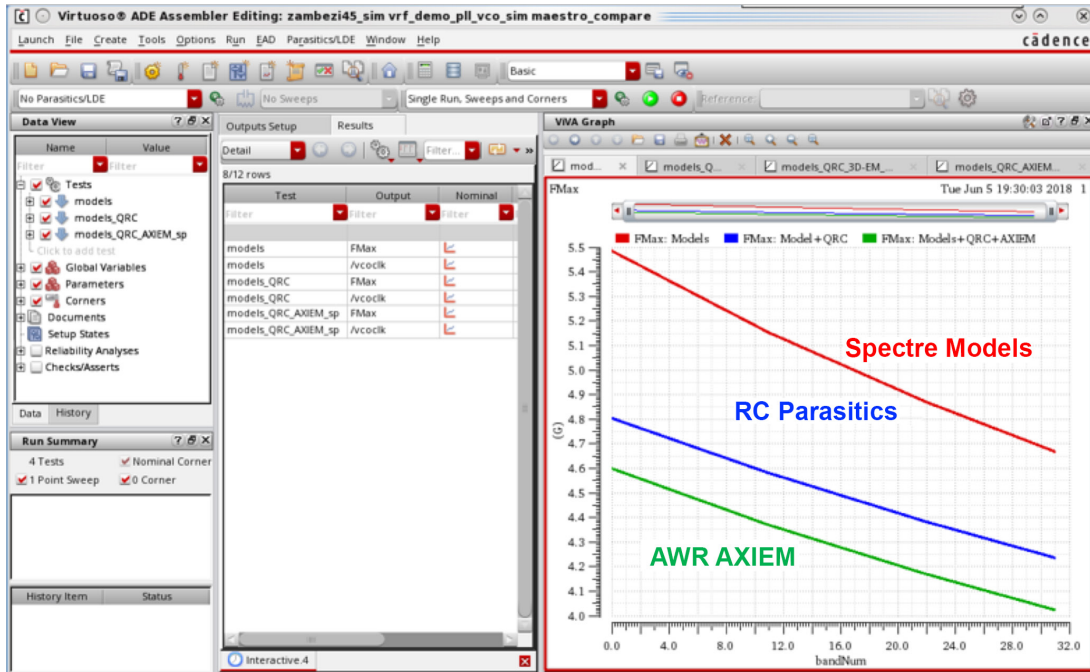 Virtuoso® ADE Assembler Editing: zambezi45_sim vrf_demo_pll_vco_sim maestro_compare
Launch File Create Tools Options Run EAD Parasitics/LDE Window Help
cādence
Basic
No Parasitics/LDE
No Sweeps
Single Run, Sweeps and Corners
Reference:
Data View
Name Value
Filter Filter
Tests
models
models_QRC
models_QRC_AXIEM_sp
Click to add test
Global Variables
Parameters
Corners
Documents
Setup States
Reliability Analyses
Checks/Asserts
Data History
Run Summary
4 Tests Nominal Corner
1 Point Sweep 0 Corner
History Item Status
Outputs Setup Results
Detail
Filter...
8/12 rows
Test Output Nominal
Filter Filter Filter
models FMax
models /vcoclk
models_QRC FMax
models_QRC /vcoclk
models_QRC_AXIEM_sp FMax
models_QRC_AXIEM_sp /vcoclk
Interactive.4
VIVA Graph
mod... models_Q... models_QRC_3D-EM_... models_QRC_AXIEM...
FMax Tue Jun 5 19:30:03 2018 1
FMax
FMax: Models FMax: Model+QRC FMax: Models+QRC+AXIEM
5.5
5.4
5.3
5.2
5.1
5.0
4.9
4.8
4.7
4.6
4.5
4.4
4.3
4.2
4.1
4.0
(G)
Spectre Models
RC Parasitics
AWR AXIEM
0.0 4.0 8.0 12.0 16.0 20.0 24.0 28.0 32.0
bandNum